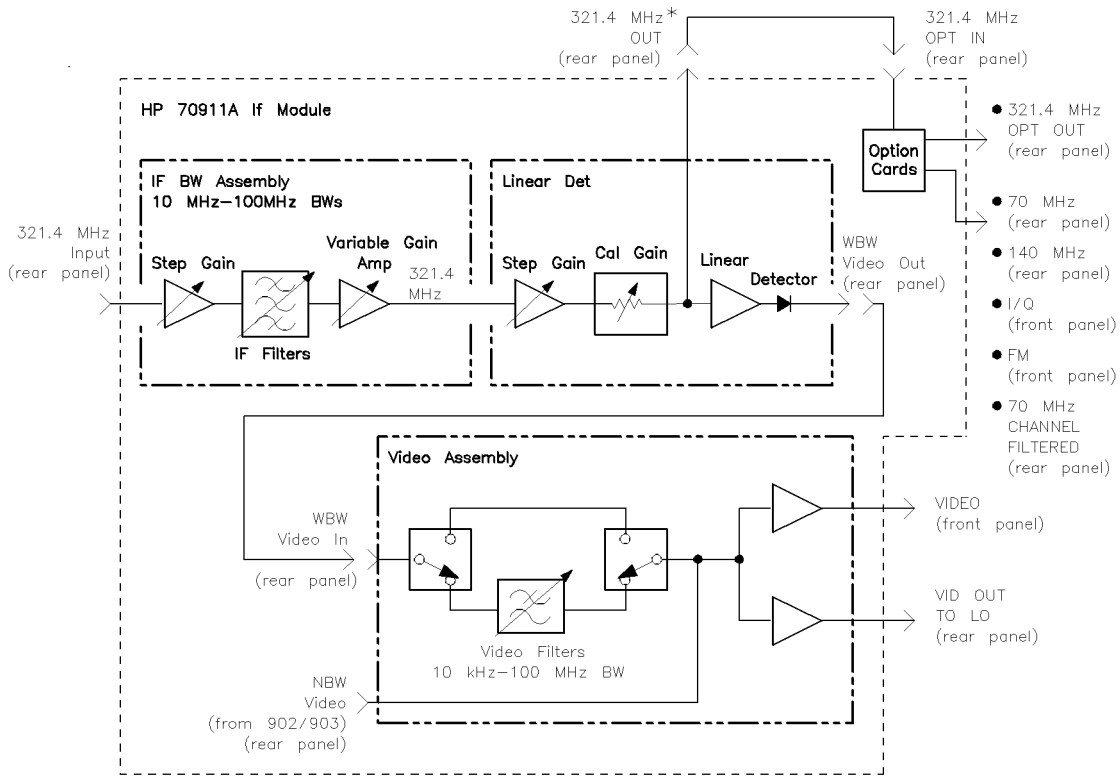 321.4 MHz*
OUT
(rear panel)
321.4 MHz
OPT IN
(rear panel)
HP 70911A If Module
Option
Cards
● 321.4 MHz
OPT OUT
(rear panel)
● 70 MHz
(rear panel)
● 140 MHz
(rear panel)
● I/Q
(front panel)
● FM
(front panel)
● 70 MHz
CHANNEL
FILTERED
(rear panel)
IF BW Assembly
10 MHz-100MHz BWs
321.4 MHz
Input
(rear panel)
Step Gain
IF Filters
Variable Gain
Amp
321.4
MHz
Linear Det
Step Gain
Cal Gain
Linear
Detector
WBW
Video Out
(rear panel)
Video Assembly
WBW
Video In
(rear panel)
Video Filters
10 kHz-100 MHz BW
NBW
Video
(from 902/903)
(rear panel)
VIDEO
(front panel)
VID OUT
TO LO
(rear panel)